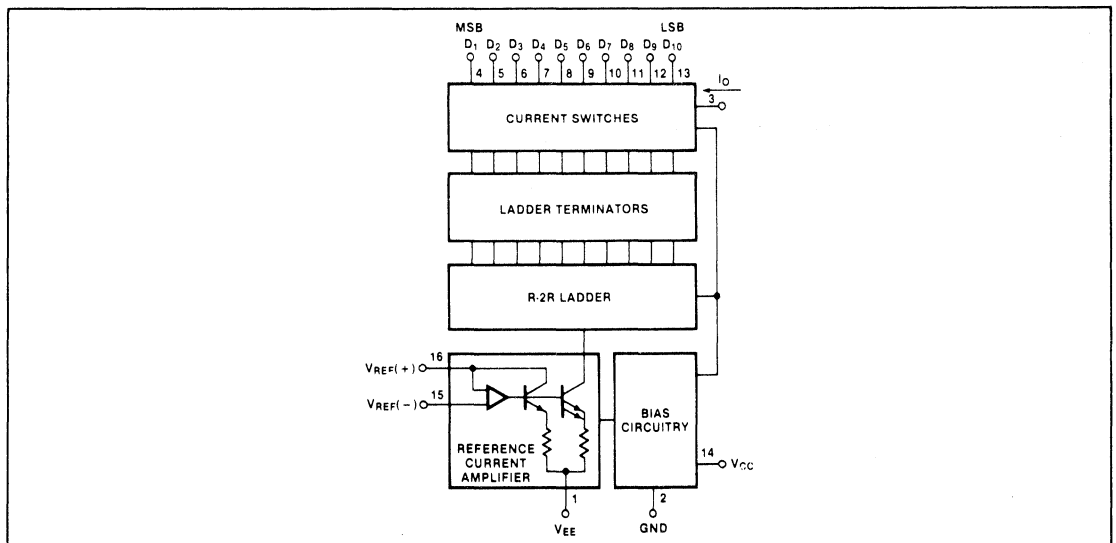 MSB LSB
D1 D2 D3 D4 D5 D6 D7 D8 D9 D10
4 5 6 7 8 9 10 11 12 13
IO
3
CURRENT SWITCHES
LADDER TERMINATORS
R-2R LADDER
VREF(+) 16
VREF(-) 15
REFERENCE
CURRENT
AMPLIFIER
BIAS
CIRCUITRY
14 VCC
1 2
VEE GND